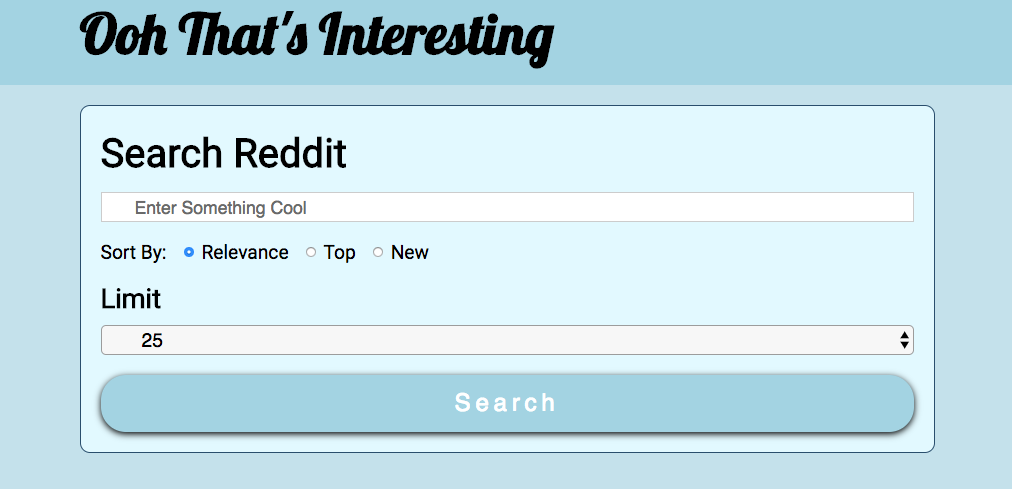 Ooh That's Interesting
Search Reddit
Enter Something Cool
Sort By: Relevance Top New
Limit
25
Search